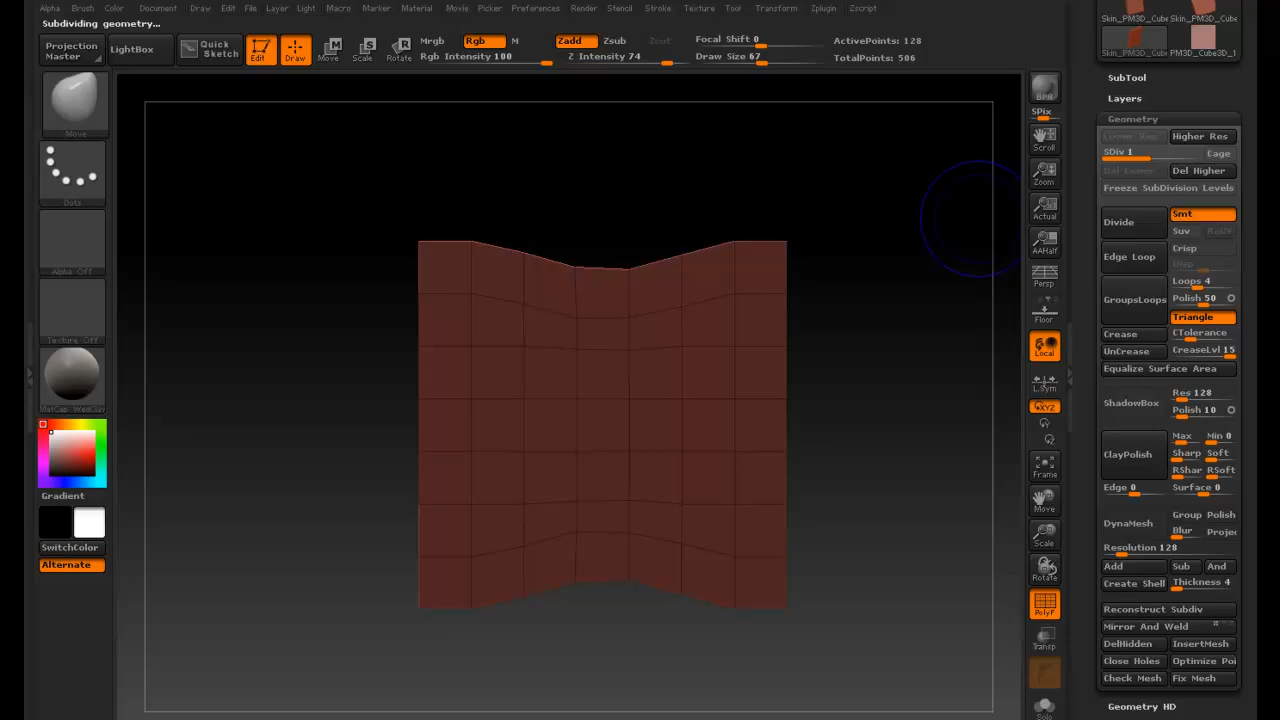 Alpha Brush Color Document Draw Edit File Layer Light Macro Marker Material Movie Picker Preferences Render Stencil Stroke Texture Tool Transform Zplugin Zscript
Subdividing geometry...
Projection Master
LightBox
Quick Sketch
Edit
Draw
Move
Scale
Rotate
Mrgb Rgb M
Rgb Intensity 100
Zadd Zsub Zcut
Z Intensity 74
Focal Shift 0
Draw Size 67
ActivePoints: 128
TotalPoints: 506
Move
Dots
Alpha Off
Texture Off
MatCap WedClay
Gradient
SwitchColor
Alternate
BPR
SPix
Scroll
Zoom
Actual
AAHalf
Persp
Floor
Local
L.Sym
XYZ
Frame
Move
Scale
Rotate
PolyF
Transp
Solo
Skin_PM3D_Cube Skin_PM3D_Cube
Skin_PM3D_Cube PM3D_Cube3D_1
SubTool
Layers
Geometry
Lower Res Higher Res
SDiv 1 Cage
Del Lower Del Higher
Freeze SubDivision Levels
Divide
Smt
Suv ReUV
Edge Loop
Crisp
Disp
GroupsLoops
Loops 4
Polish 50
Triangle
Crease CTolerance
UnCrease CreaseLvl 15
Equalize Surface Area
ShadowBox
Res 128
Polish 10
ClayPolish
Max Min 0
Sharp Soft
RShar RSoft
Edge 0 Surface 0
DynaMesh
Group Polish
Blur Projec
Resolution 128
Add Sub And
Create Shell Thickness 4
Reconstruct Subdiv
Mirror And Weld
DelHidden InsertMesh
Close Holes Optimize Poi
Check Mesh Fix Mesh
Geometry HD